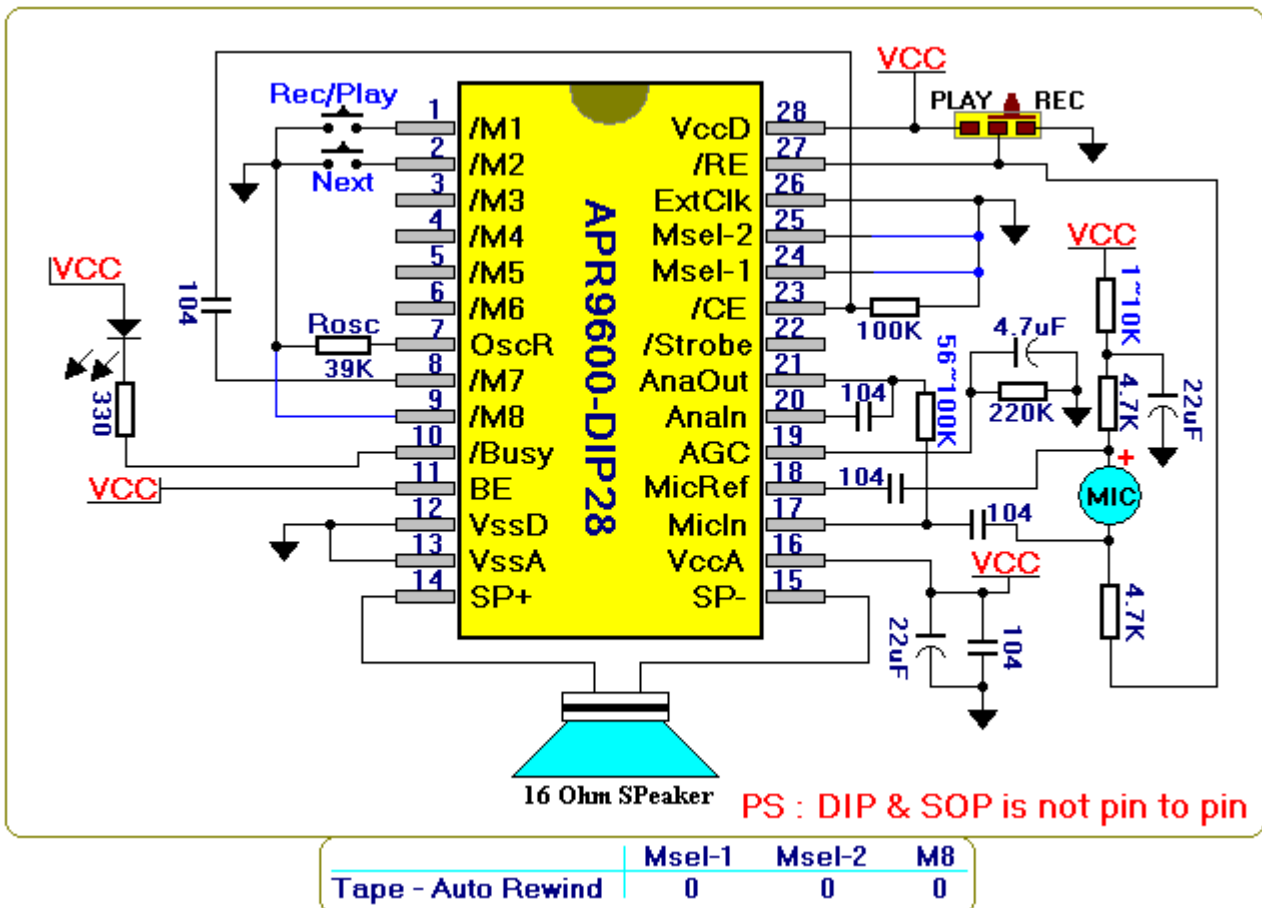 VCC
PLAY REC
Rec/Play
Next
1 /M1
2 /M2
3 /M3
4 /M4
5 /M5
6 /M6
7 OscR
8 /M7
9 /M8
10 /Busy
11 BE
12 VssD
13 VssA
14 SP+
APR9600-DIP28
VccD 28
/RE 27
ExtClk 26
Msel-2 25
Msel-1 24
/CE 23
/Strobe 22
AnaOut 21
AnaIn 20
AGC 19
MicRef 18
MicIn 17
VccA 16
SP- 15
VCC
104
Rosc
39K
330
VCC
100K
104
56~100K
4.7uF
220K
104
104
VCC
1~10K
4.7K
22uF
+
MIC
4.7K
VCC
22uF
104
16 Ohm SPeaker
PS : DIP & SOP is not pin to pin
Msel-1 Msel-2 M8
Tape - Auto Rewind 0 0 0